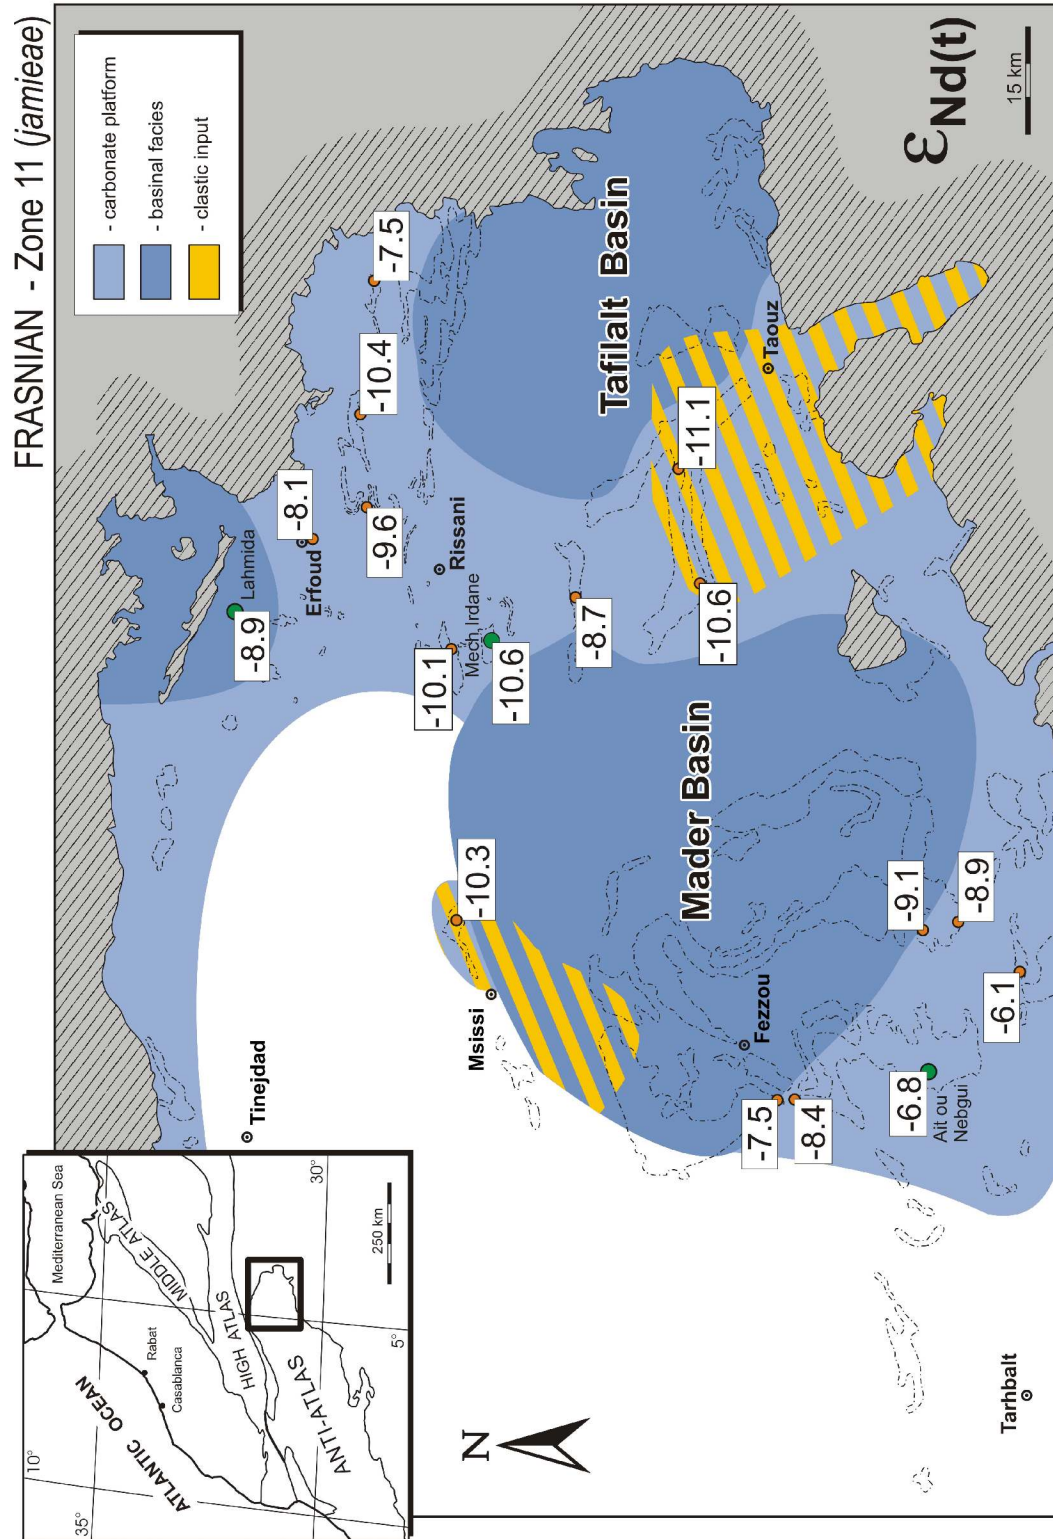 FRASNIAN - Zone 11 (jamieae)
- carbonate platform
- basinal facies
- clastic input
10°
35°
ATLANTIC OCEAN
Mediterranean Sea
Rabat
Casablanca
MIDDLE ATLAS
HIGH ATLAS
ANTI-ATLAS
30°
5°
250 km
N
Tinejdad
Lahmida
-8.9
-8.1
Erfoud
-10.4
-7.5
-9.6
Rissani
-10.1
Mech Irdane
-10.6
-8.7
-10.3
Msissi
Tafilalt Basin
-11.1
-10.6
Taouz
Mader Basin
Fezzou
-7.5
-8.4
-9.1
-8.9
-6.8
Ait ou
Nebgui
-6.1
Tarhbalt
εNd(t)
15 km